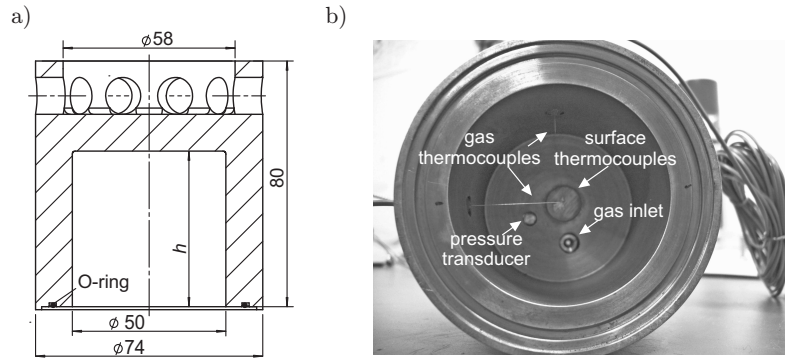 a)
b)
ϕ58
80
h
O-ring
ϕ 50
ϕ74
gas
thermocouples
surface
thermocouples
gas inlet
pressure
transducer